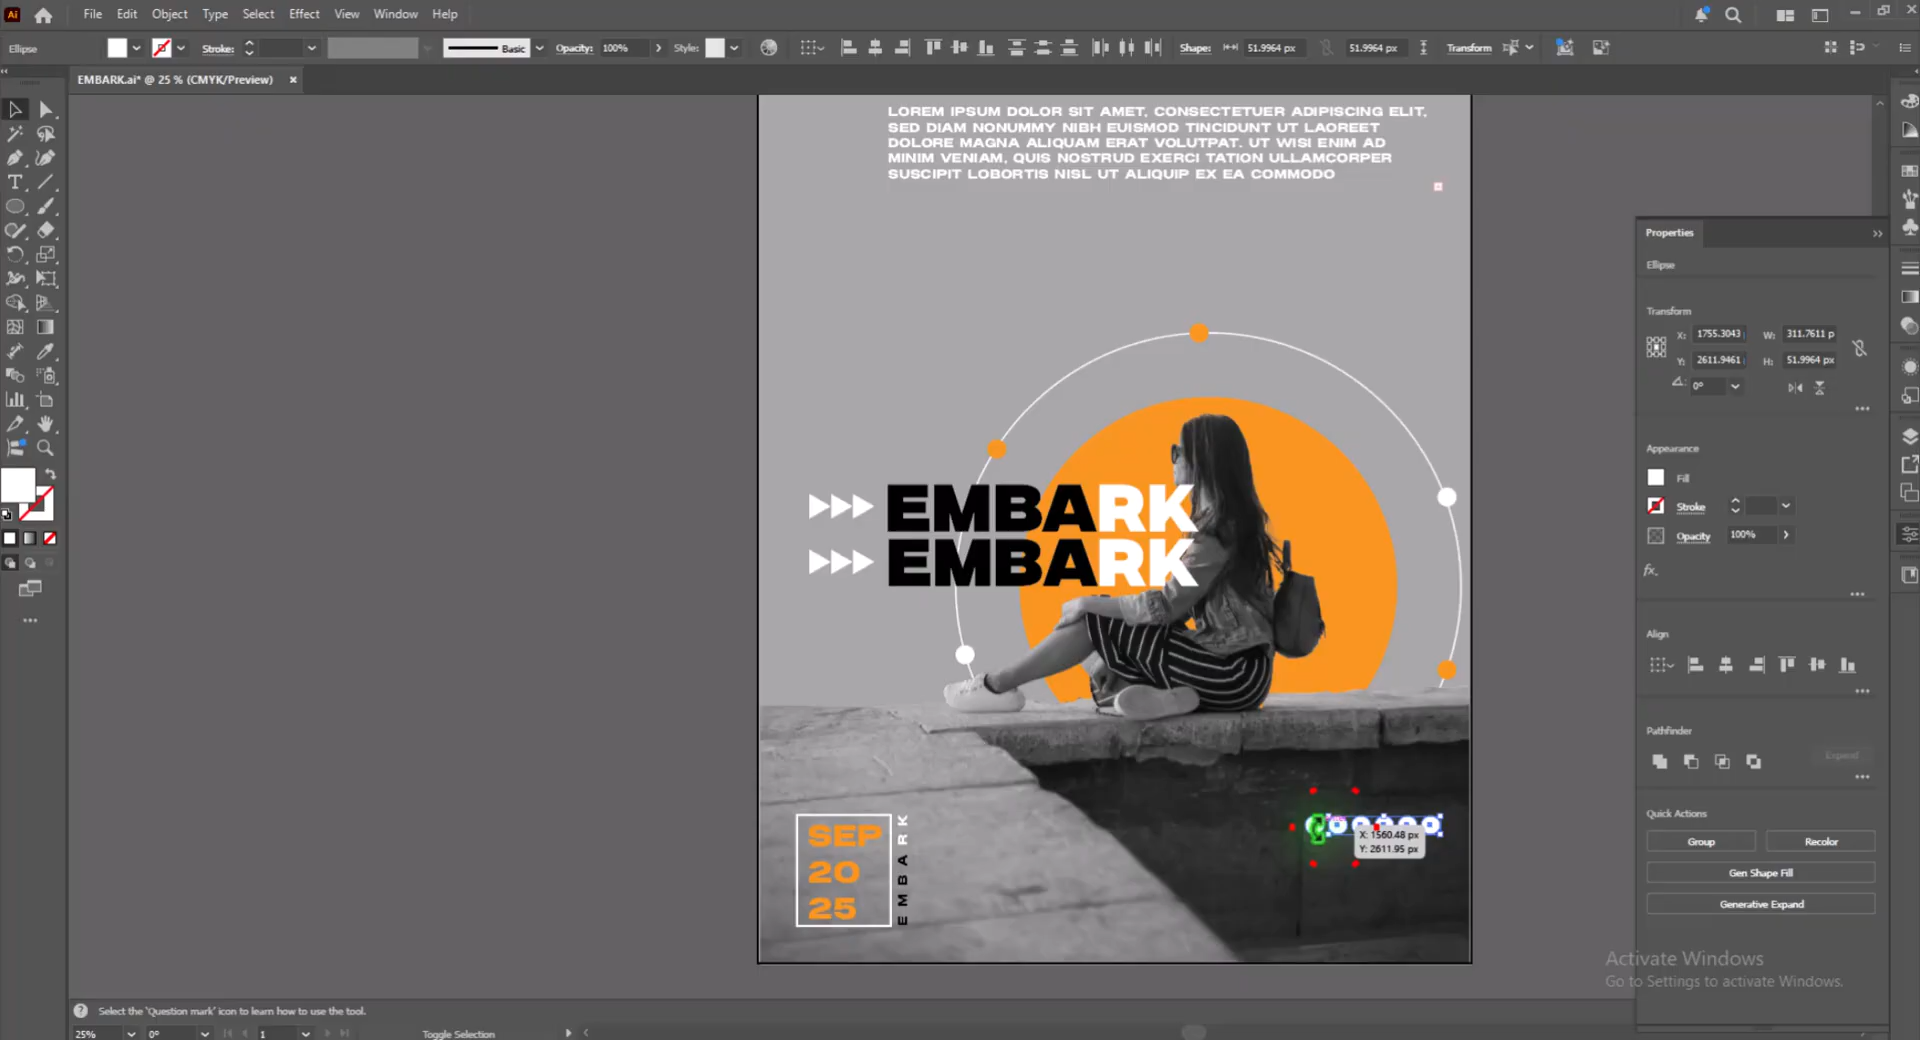 Ai File Edit Object Type Select Effect View Window Help
Ellipse Stroke: Basic Opacity: 100% Style: Shape: 51.9964 px 51.9964 px Transform
EMBARK.ai* @ 25 % (CMYK/Preview) ×
LOREM IPSUM DOLOR SIT AMET, CONSECTETUER ADIPISCING ELIT,
SED DIAM NONUMMY NIBH EUISMOD TINCIDUNT UT LAOREET
DOLORE MAGNA ALIQUAM ERAT VOLUTPAT. UT WISI ENIM AD
MINIM VENIAM, QUIS NOSTRUD EXERCI TATION ULLAMCORPER
SUSCIPIT LOBORTIS NISL UT ALIQUIP EX EA COMMODO
EMBARK
EMBARK
SEP
20
25
EMBARK
X: 1560.48 px
Y: 2611.95 px
Properties
Ellipse
Transform
X: 1755.3043 W: 311.7611 p
Y: 2611.9461 H: 51.9964 px
0°
Appearance
Fill
Stroke
Opacity 100%
fx.
Align
Pathfinder
Expand
Quick Actions
Group Recolor
Gen Shape Fill
Generative Expand
Activate Windows
Go to Settings to activate Windows.
Select the 'Question mark' icon to learn how to use the tool.
25% 0° 1 Toggle Selection